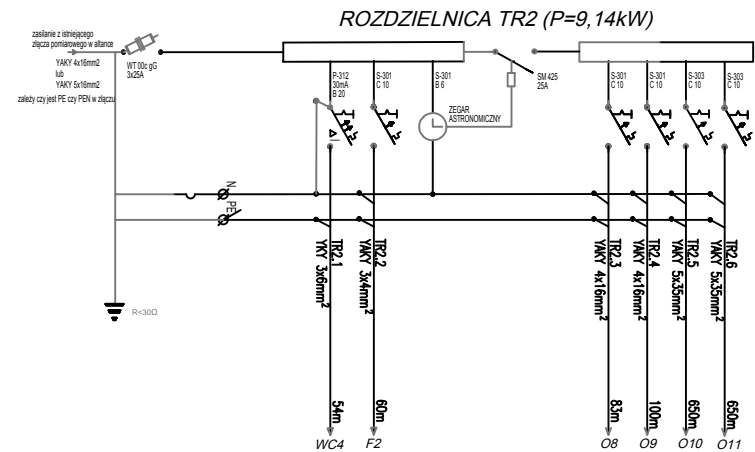 ROZDZIELNICA TR2 (P=9,14kW)
zasilanie z istniejącego
złącza pomiarowego w altance
YAKY 4x16mm2
lub
YAKY 5x16mm2
zależy czy jest PE czy PEN w złączu
WT 00c gG
3x25A
P-312
30mA
B 20
S-301
C 10
S-301
B 6
SM 425
25A
ZEGAR
ASTRONOMICZNY
S-301
C 10
S-301
C 10
S-303
C 10
S-303
C 10
N
PE
R<30Ω
TR2.1
YKY 3x6mm²
54m
WC4
TR2.2
YAKY 3x4mm²
60m
F2
TR2.3
YAKY 4x16mm²
83m
O8
TR2.4
YAKY 4x16mm²
100m
O9
TR2.5
YAKY 5x35mm²
650m
O10
TR2.6
YAKY 5x35mm²
650m
O11